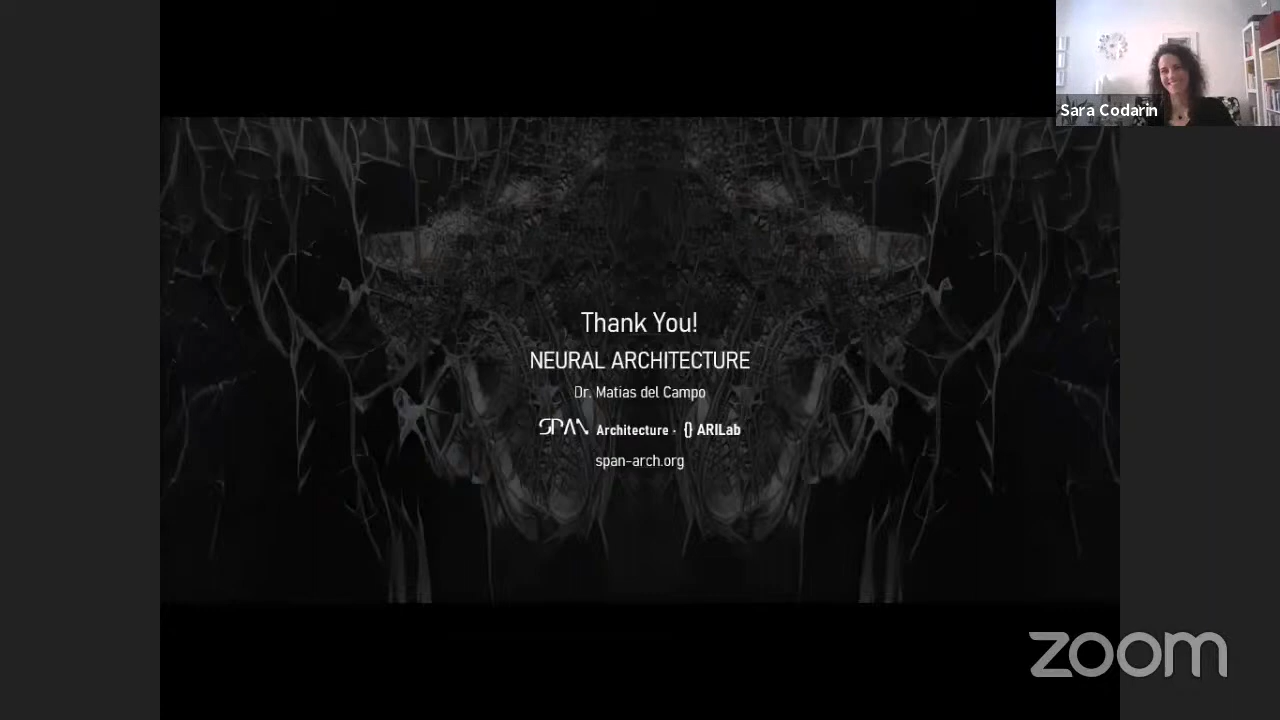 Sara Codarin
Thank You!
NEURAL ARCHITECTURE
Dr. Matias del Campo
SPAN Architecture · {} ARILab
span-arch.org
zoom